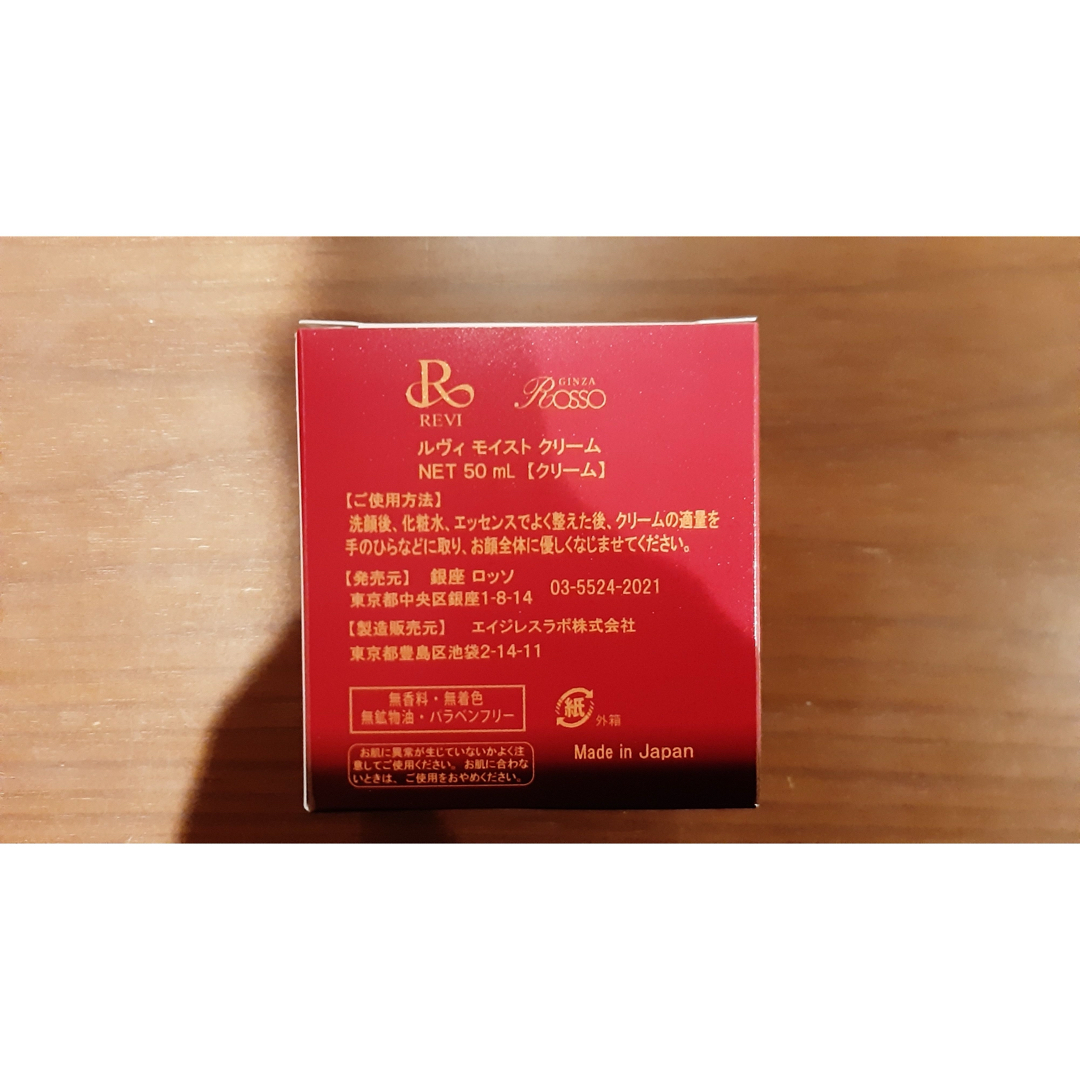 R
REVI
GINZA
Rosso
ルヴィ モイスト クリーム
NET 50 mL 【クリーム】
【ご使用方法】
洗顔後、化粧水、エッセンスでよく整えた後、クリームの適量を
手のひらなどに取り、お顔全体に優しくなじませてください。
【発売元】 銀座 ロッソ
東京都中央区銀座1-8-14 03-5524-2021
【製造販売元】 エイジレスラボ株式会社
東京都豊島区池袋2-14-11
無香料・無着色
無鉱物油・パラベンフリー
紙 外箱
お肌に異常が生じていないかよく注
意してご使用ください。お肌に合わな
いときは、ご使用をおやめください。
Made in Japan